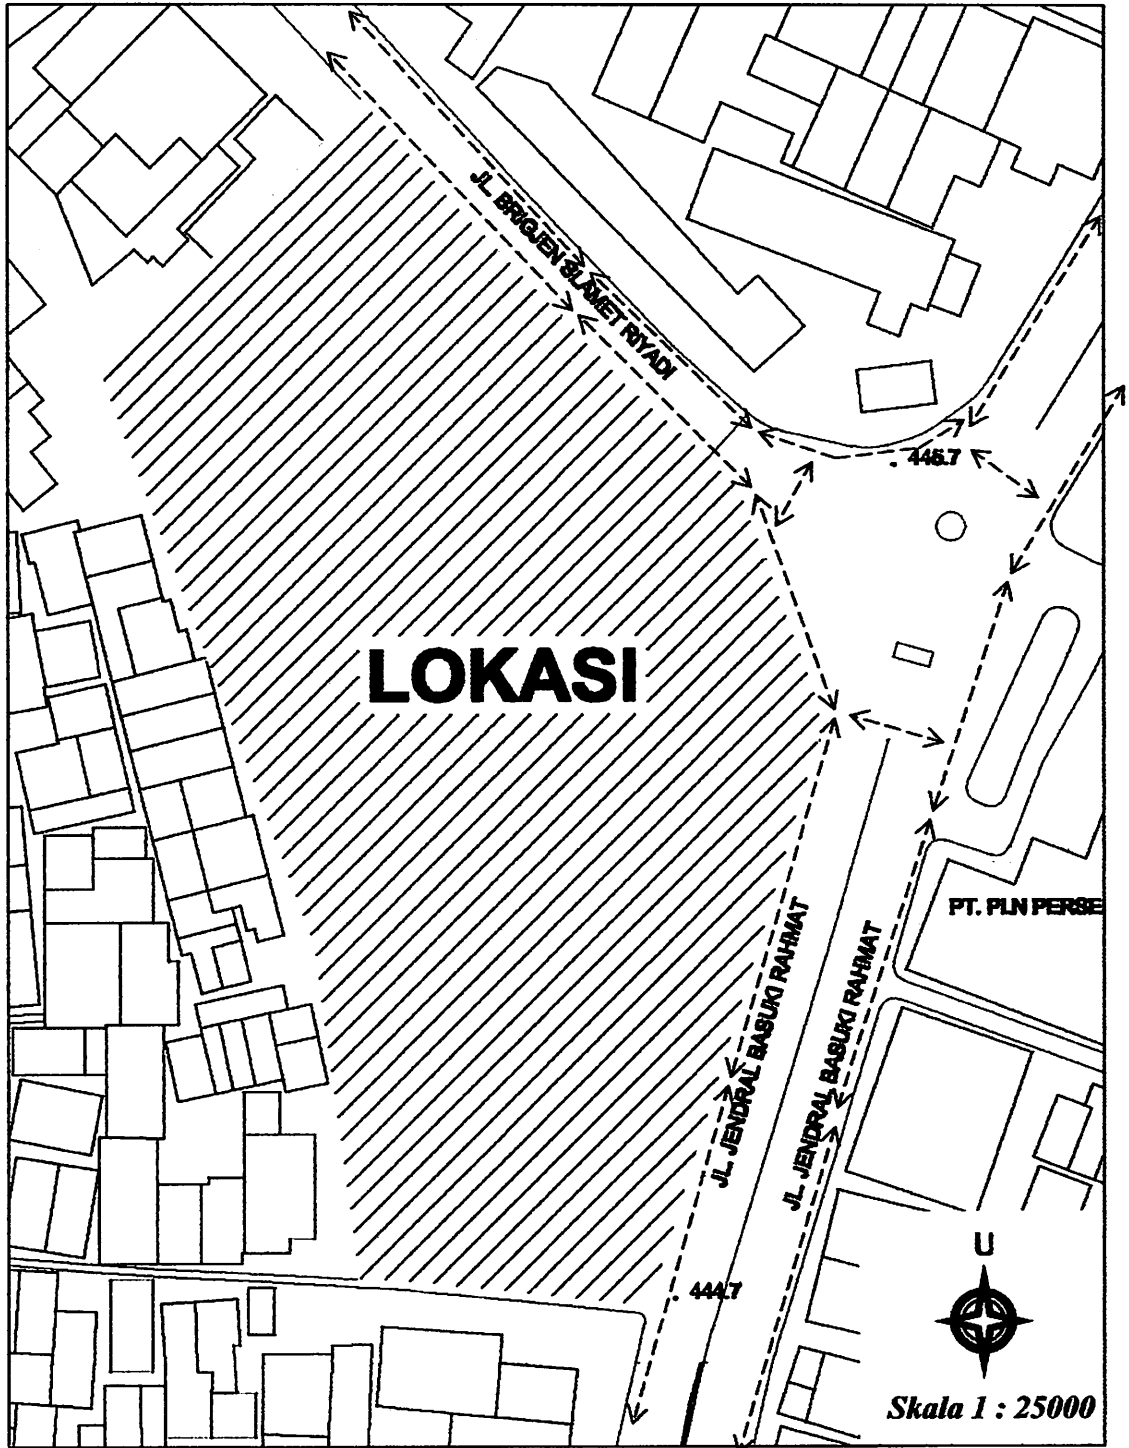 JL. BRIGJEN SLAMET RIYADI
445.7
LOKASI
PT. PLN PERSE
JL. JENDRAL BASUKI RAHMAT
JL. JENDRAL BASUKI RAHMAT
444.7
U
Skala 1 : 25000